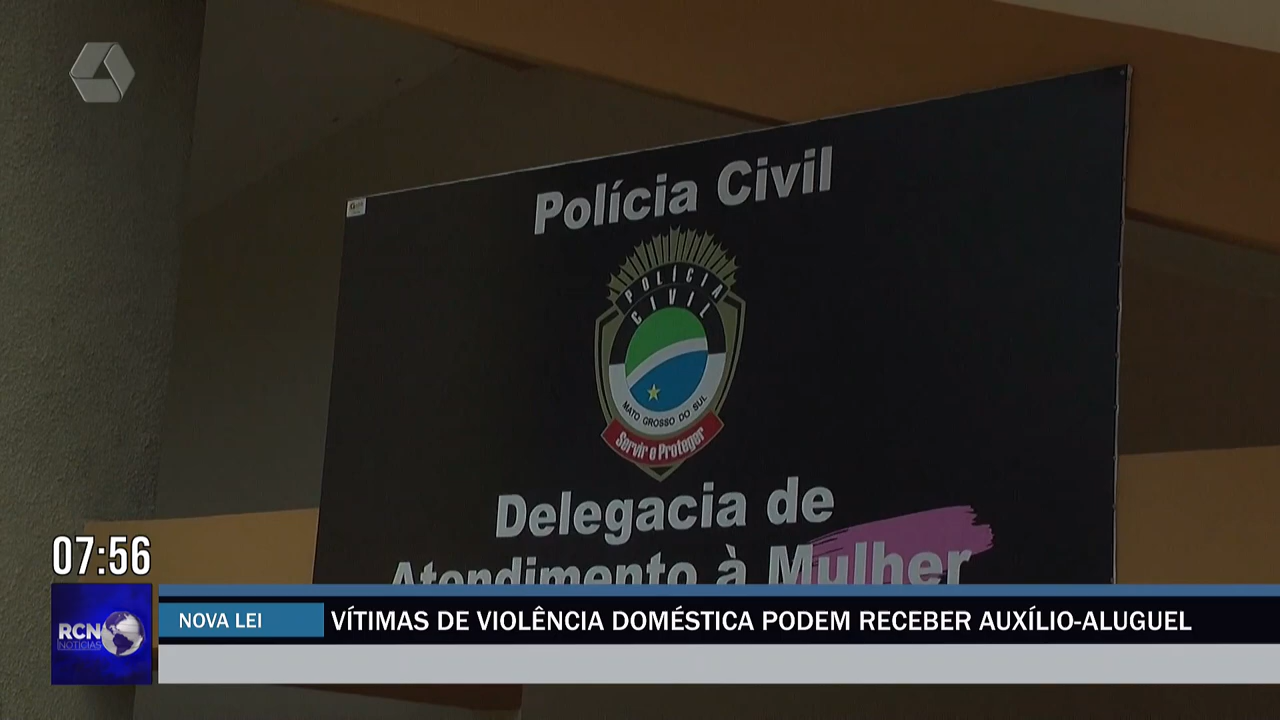 Polícia Civil
POLÍCIA
CIVIL
MATO GROSSO DO SUL
Servir e Proteger
Delegacia de
Atendimento à Mulher
07:56
RCN
NOTÍCIAS
NOVA LEI
VÍTIMAS DE VIOLÊNCIA DOMÉSTICA PODEM RECEBER AUXÍLIO-ALUGUEL